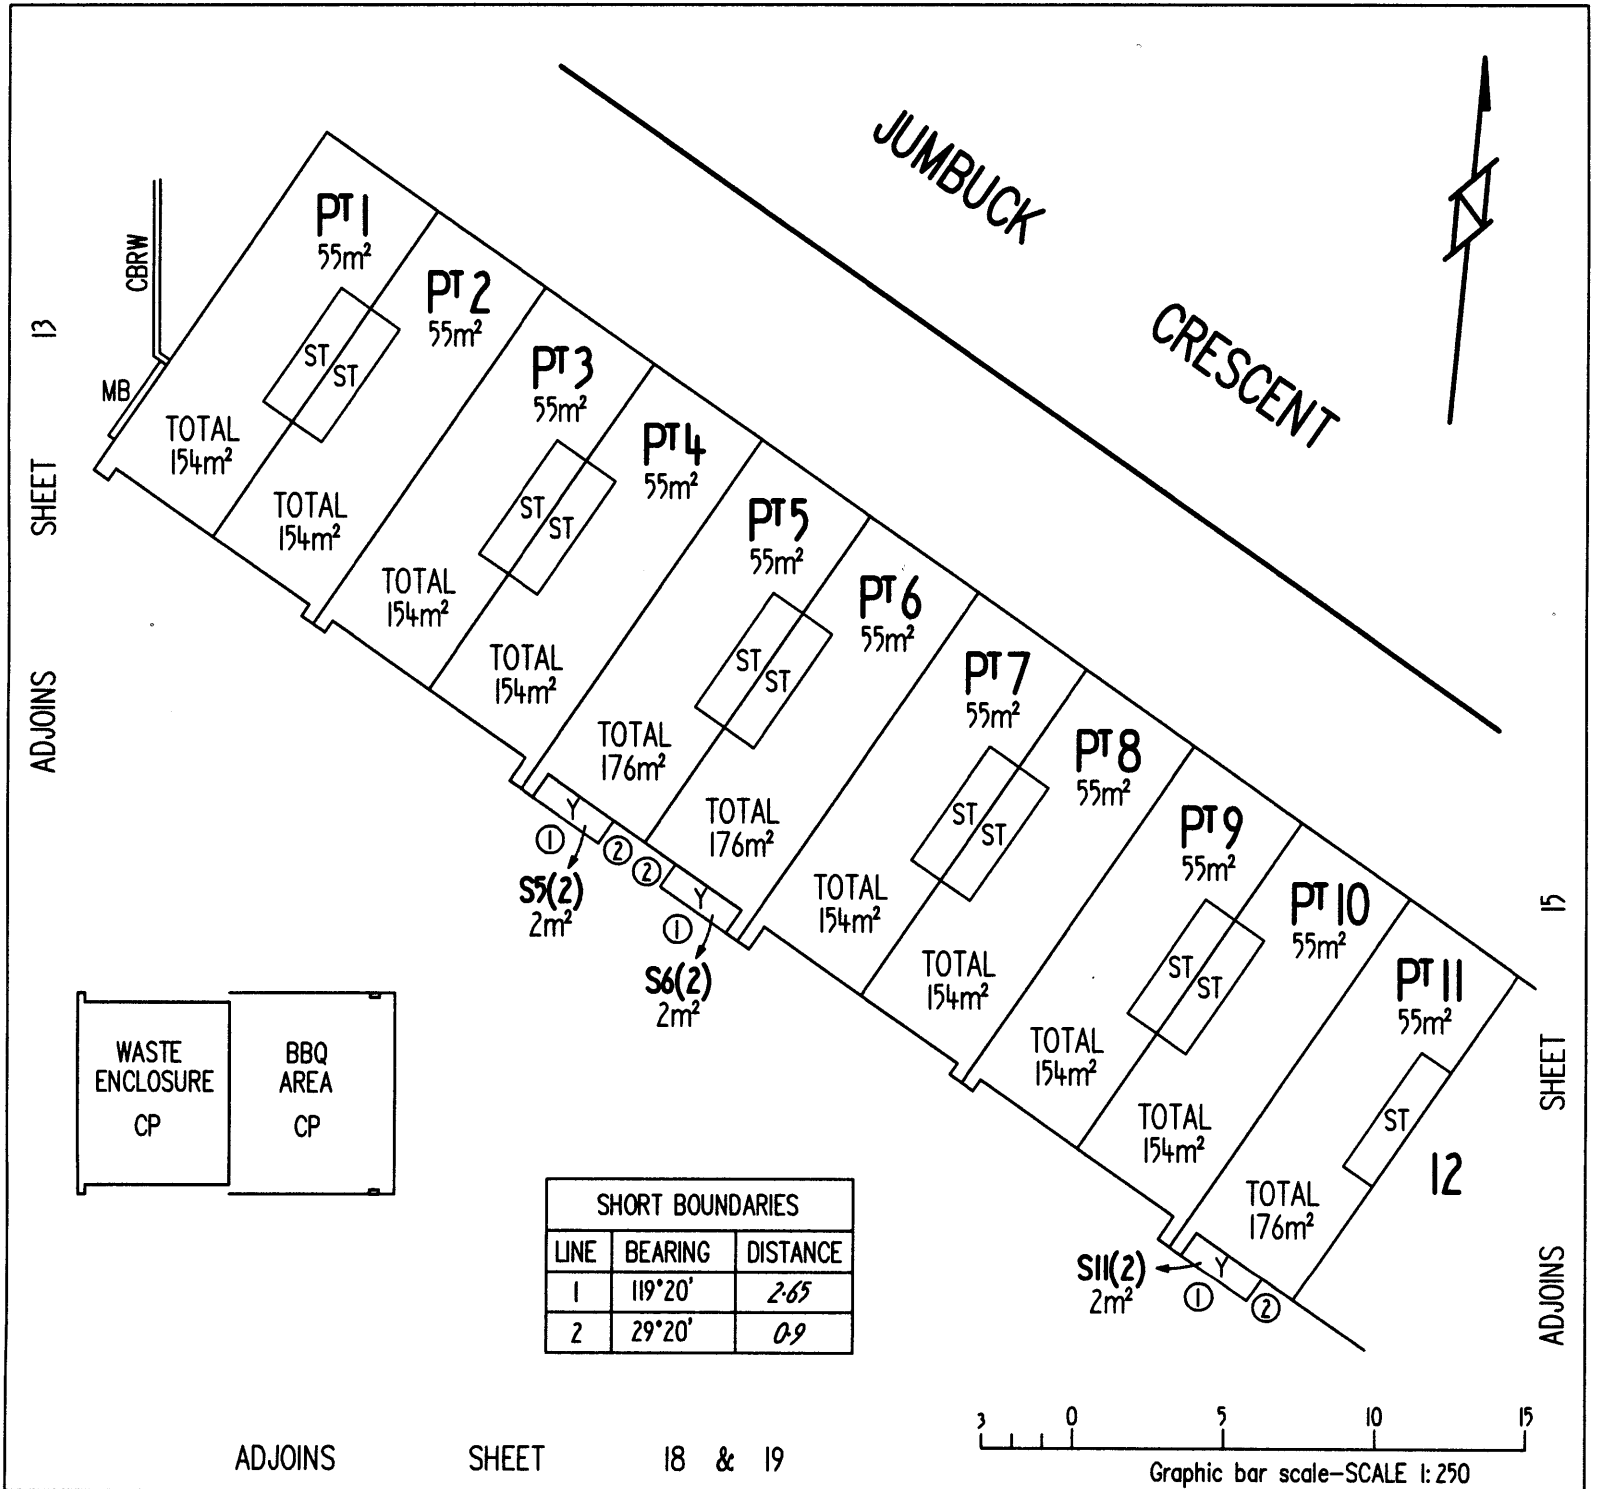 JUMBUCK
CRESCENT
PT 1
55m²
ST
TOTAL
154m²
PT 2
55m²
ST
TOTAL
154m²
PT 3
55m²
ST
TOTAL
154m²
PT 4
55m²
ST
TOTAL
154m²
PT 5
55m²
ST
TOTAL
176m²
PT 6
55m²
ST
TOTAL
176m²
PT 7
55m²
ST
TOTAL
154m²
PT 8
55m²
ST
TOTAL
154m²
PT 9
55m²
ST
TOTAL
154m²
PT 10
55m²
ST
TOTAL
154m²
PT 11
55m²
ST
TOTAL
176m²
12
CBRW
MB
ADJOINS SHEET 13
Y
1
2
S5(2)
2m²
2
Y
1
S6(2)
2m²
S11(2)
2m²
Y
1
2
WASTE
ENCLOSURE
CP
BBQ
AREA
CP
SHORT BOUNDARIES
LINE BEARING DISTANCE
1 119°20' 2·65
2 29°20' 0·9
ADJOINS SHEET 15
3 0 5 10 15
Graphic bar scale-SCALE 1:250
ADJOINS SHEET 18 & 19